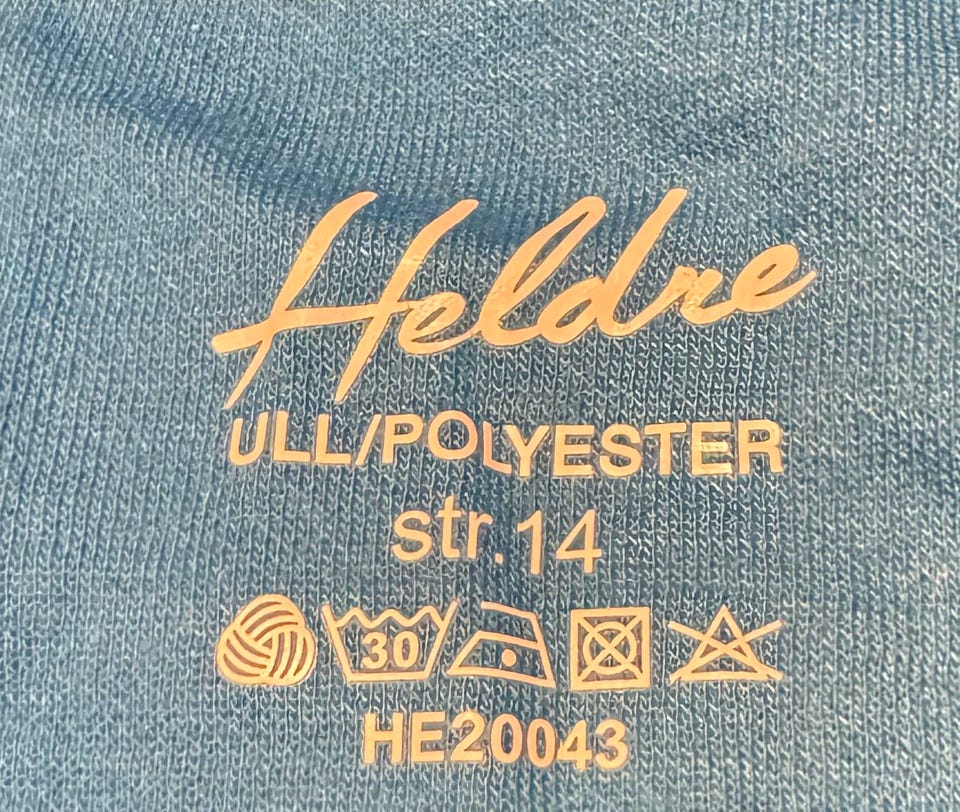 Heldre
ULL/POLYESTER
str. 14
30
HE20043